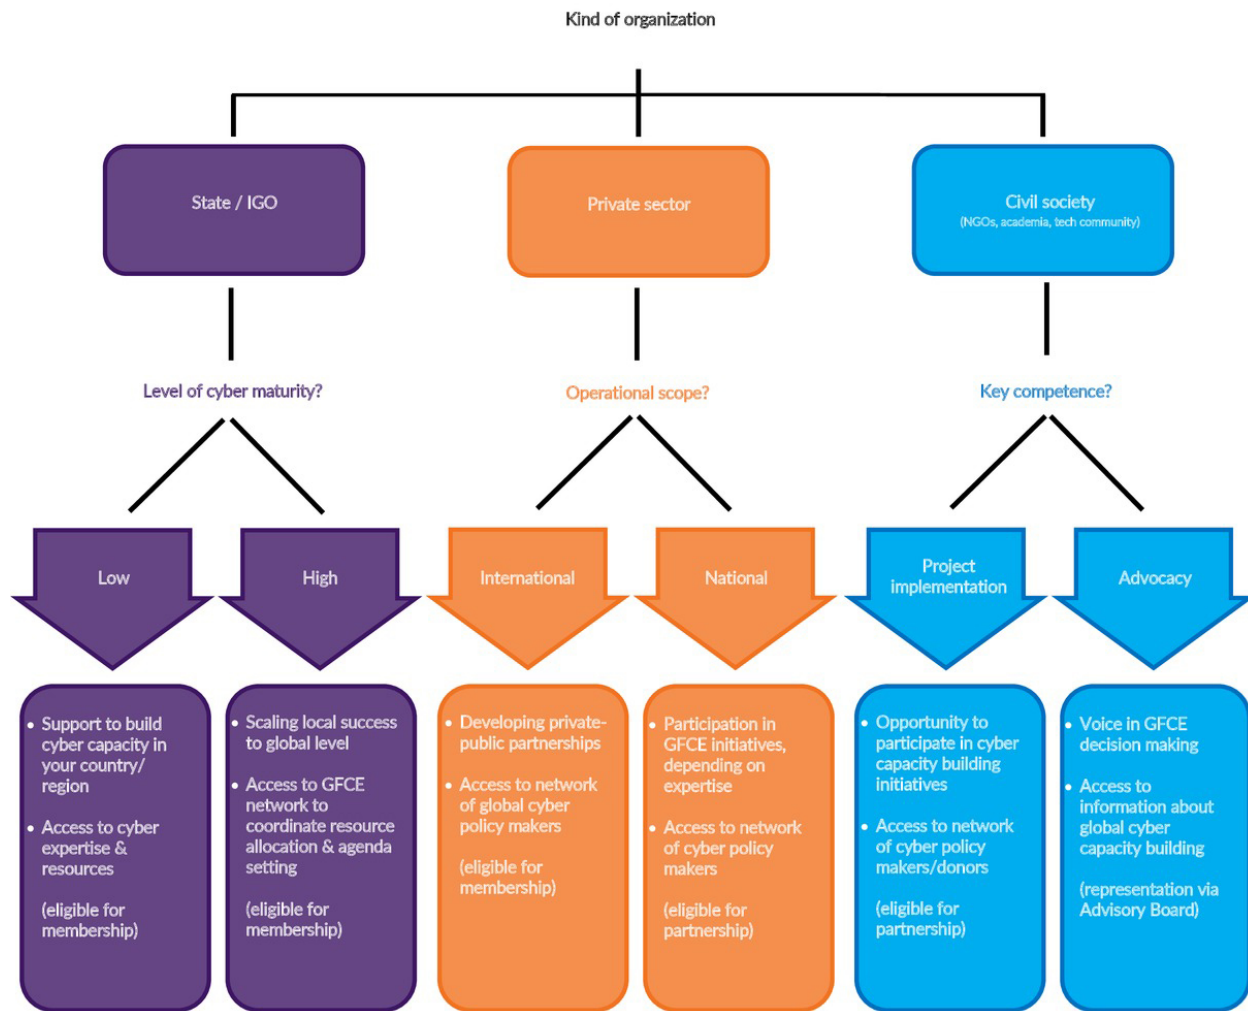 Kind of organization
State / IGO
Private sector
Civil society
(NGOs, academia, tech community)
Level of cyber maturity?
Operational scope?
Key competence?
Low
High
International
National
Project
implementation
Advocacy
• Support to build
cyber capacity in
your country/
region
• Access to cyber
expertise &
resources
(eligible for
membership)
• Scaling local success
to global level
• Access to GFCE
network to
coordinate resource
allocation & agenda
setting
(eligible for
membership)
• Developing private-
public partnerships
• Access to network
of global cyber
policy makers
(eligible for
membership)
• Participation in
GFCE initiatives,
depending on
expertise
• Access to network
of cyber policy
makers
(eligible for
partnership)
• Opportunity to
participate in cyber
capacity building
initiatives
• Access to network
of cyber policy
makers/donors
(eligible for
partnership)
• Voice in GFCE
decision making
• Access to
information about
global cyber
capacity building
(representation via
Advisory Board)